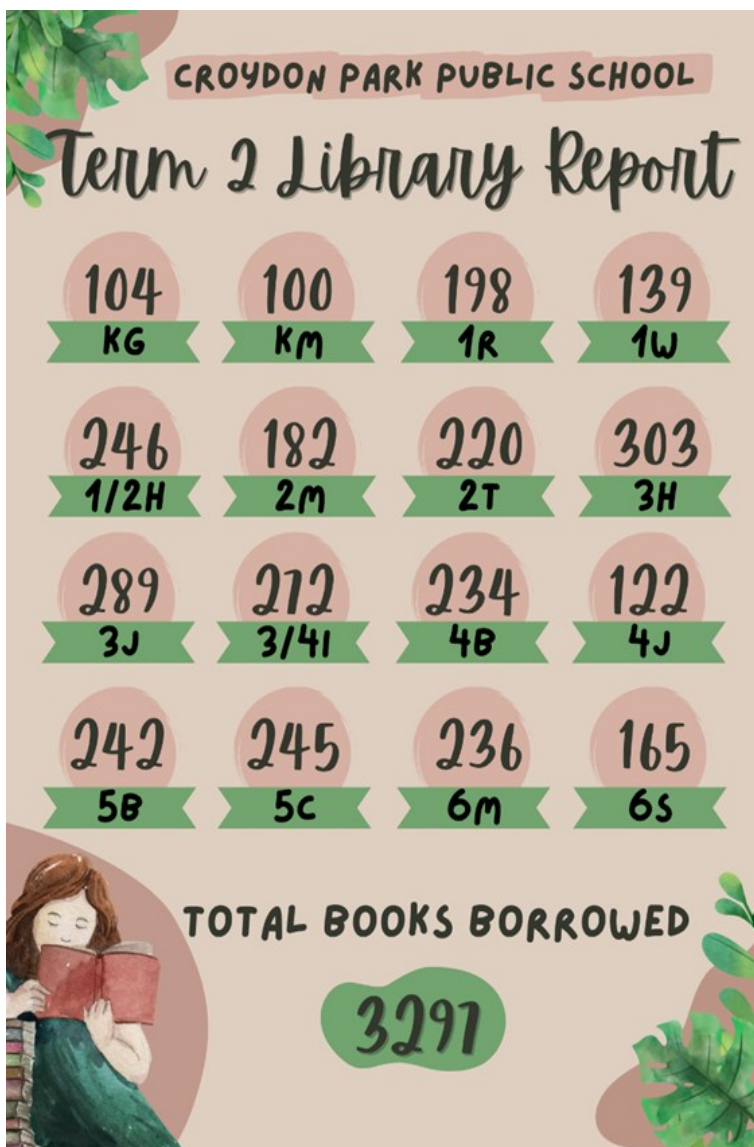 CROYDON PARK PUBLIC SCHOOL
Term 2 Library Report
104 100 198 139
KG KM 1R 1W
246 182 220 303
1/2H 2M 2T 3H
289 272 234 122
3J 3/4I 4B 4J
242 245 236 165
5B 5C 6M 6S
TOTAL BOOKS BORROWED
3297